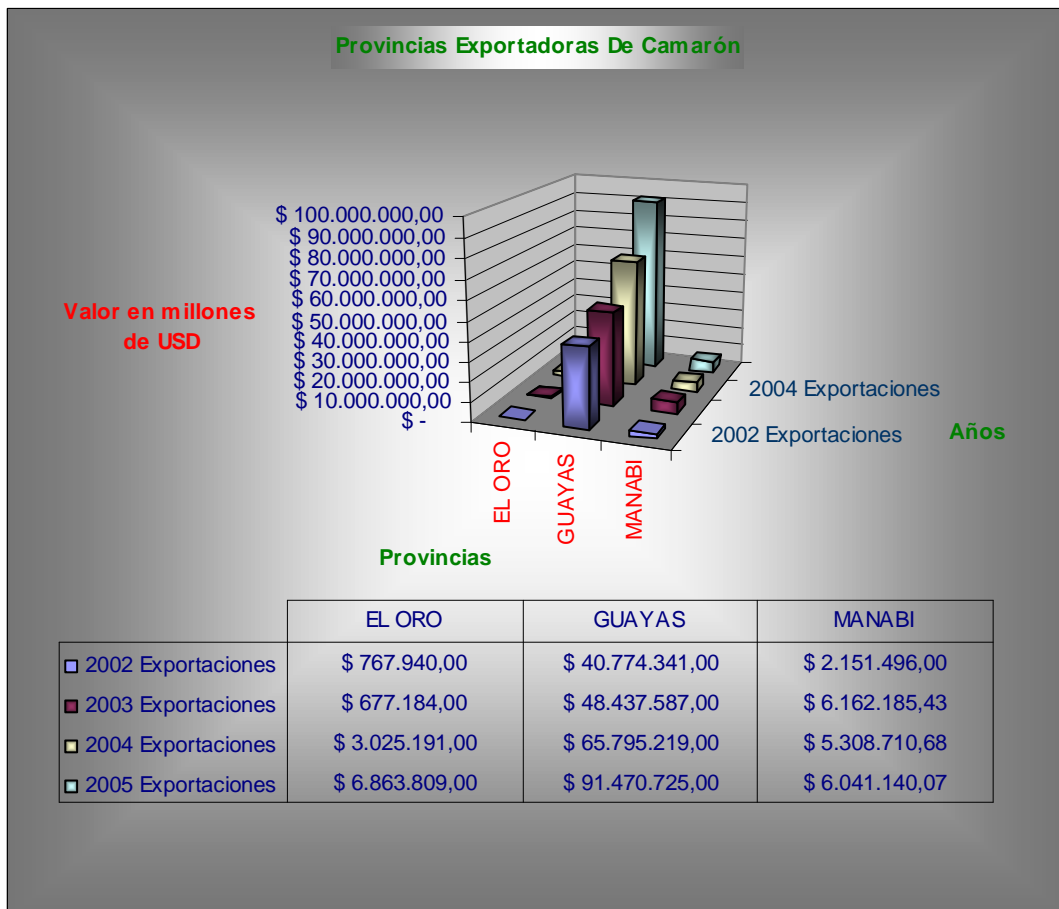 Provincias Exportadoras De Camarón
$ 100.000.000,00
$ 90.000.000,00
$ 80.000.000,00
$ 70.000.000,00
$ 60.000.000,00
$ 50.000.000,00
$ 40.000.000,00
$ 30.000.000,00
$ 20.000.000,00
$ 10.000.000,00
$ -
Valor en millones
de USD
EL ORO
GUAYAS
MANABI
2004 Exportaciones
2002 Exportaciones
Años
Provincias
EL ORO GUAYAS MANABI
2002 Exportaciones $ 767.940,00 $ 40.774.341,00 $ 2.151.496,00
2003 Exportaciones $ 677.184,00 $ 48.437.587,00 $ 6.162.185,43
2004 Exportaciones $ 3.025.191,00 $ 65.795.219,00 $ 5.308.710,68
2005 Exportaciones $ 6.863.809,00 $ 91.470.725,00 $ 6.041.140,07